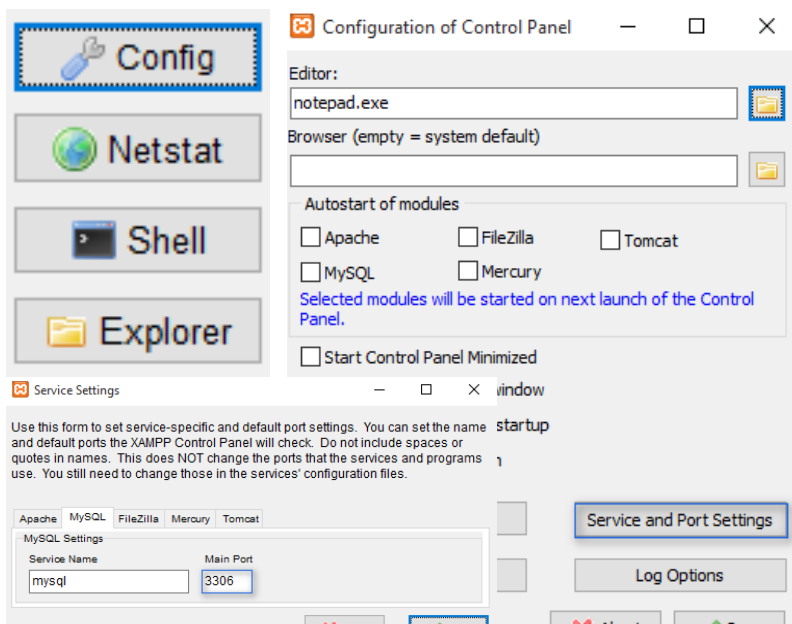 Config
Netstat
Shell
Explorer
Configuration of Control Panel
Editor:
notepad.exe
Browser (empty = system default)
Autostart of modules
Apache
FileZilla
Tomcat
MySQL
Mercury
Selected modules will be started on next launch of the Control
Panel.
Start Control Panel Minimized
window
startup
Service and Port Settings
Log Options
Service Settings
Use this form to set service-specific and default port settings. You can set the name
and default ports the XAMPP Control Panel will check. Do not include spaces or
quotes in names. This does NOT change the ports that the services and programs
use. You still need to change those in the services' configuration files.
Apache MySQL FileZilla Mercury Tomcat
MySQL Settings
Service Name Main Port
mysql 3306